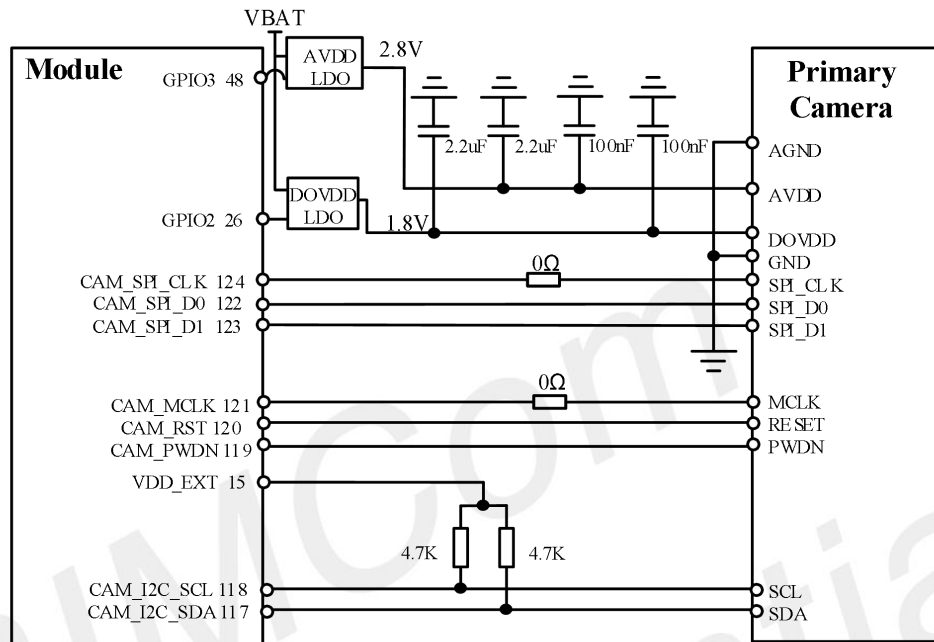 VBAT
Module
GPIO3 48
AVDD
LDO
2.8V
Primary
Camera
2.2uF
2.2uF
100nF
100nF
AGND
AVDD
DOVDD
LDO
GPIO2 26
1.8V
DOVDD
GND
0Ω
CAM_SPI_CLK 124
SPI_CLK
CAM_SPI_D0 122
SPI_D0
CAM_SPI_D1 123
SPI_D1
0Ω
CAM_MCLK 121
MCLK
CAM_RST 120
RESET
CAM_PWDN 119
PWDN
VDD_EXT 15
4.7K
4.7K
CAM_I2C_SCL 118
SCL
CAM_I2C_SDA 117
SDA